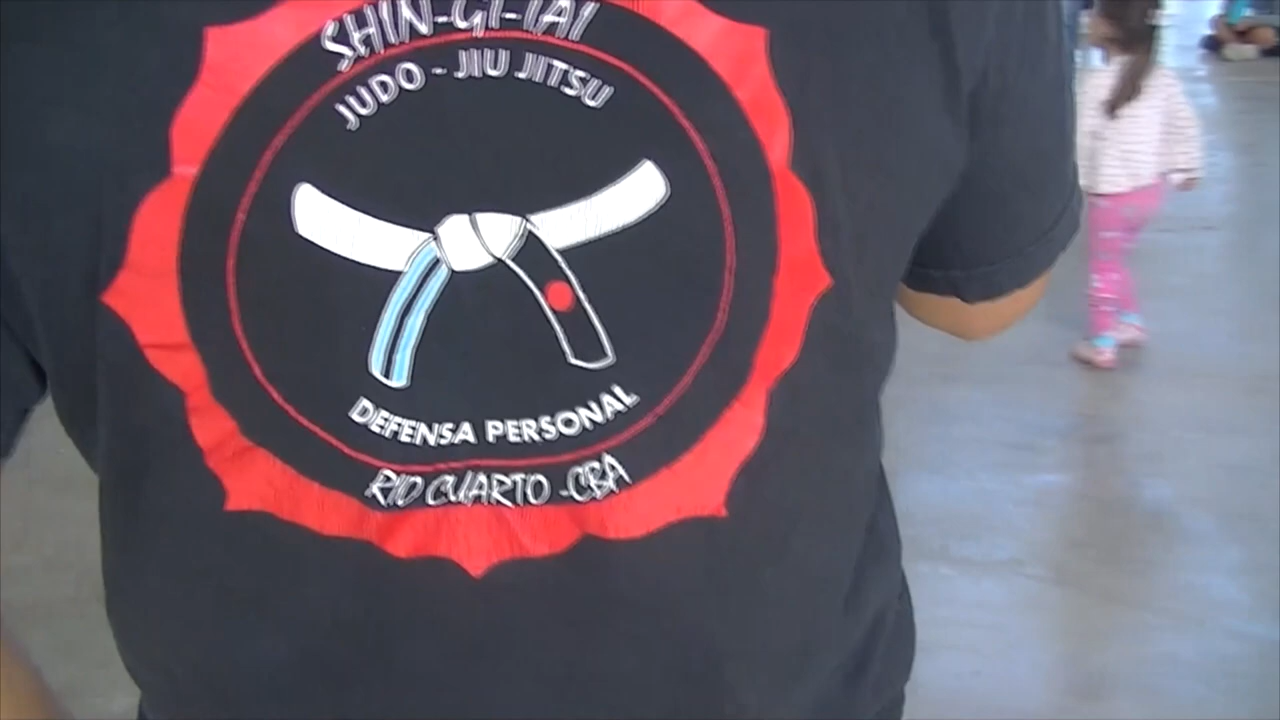 SHIN-GI-TAI
JUDO - JIU JITSU
DEFENSA PERSONAL
RIO CUARTO -CBA